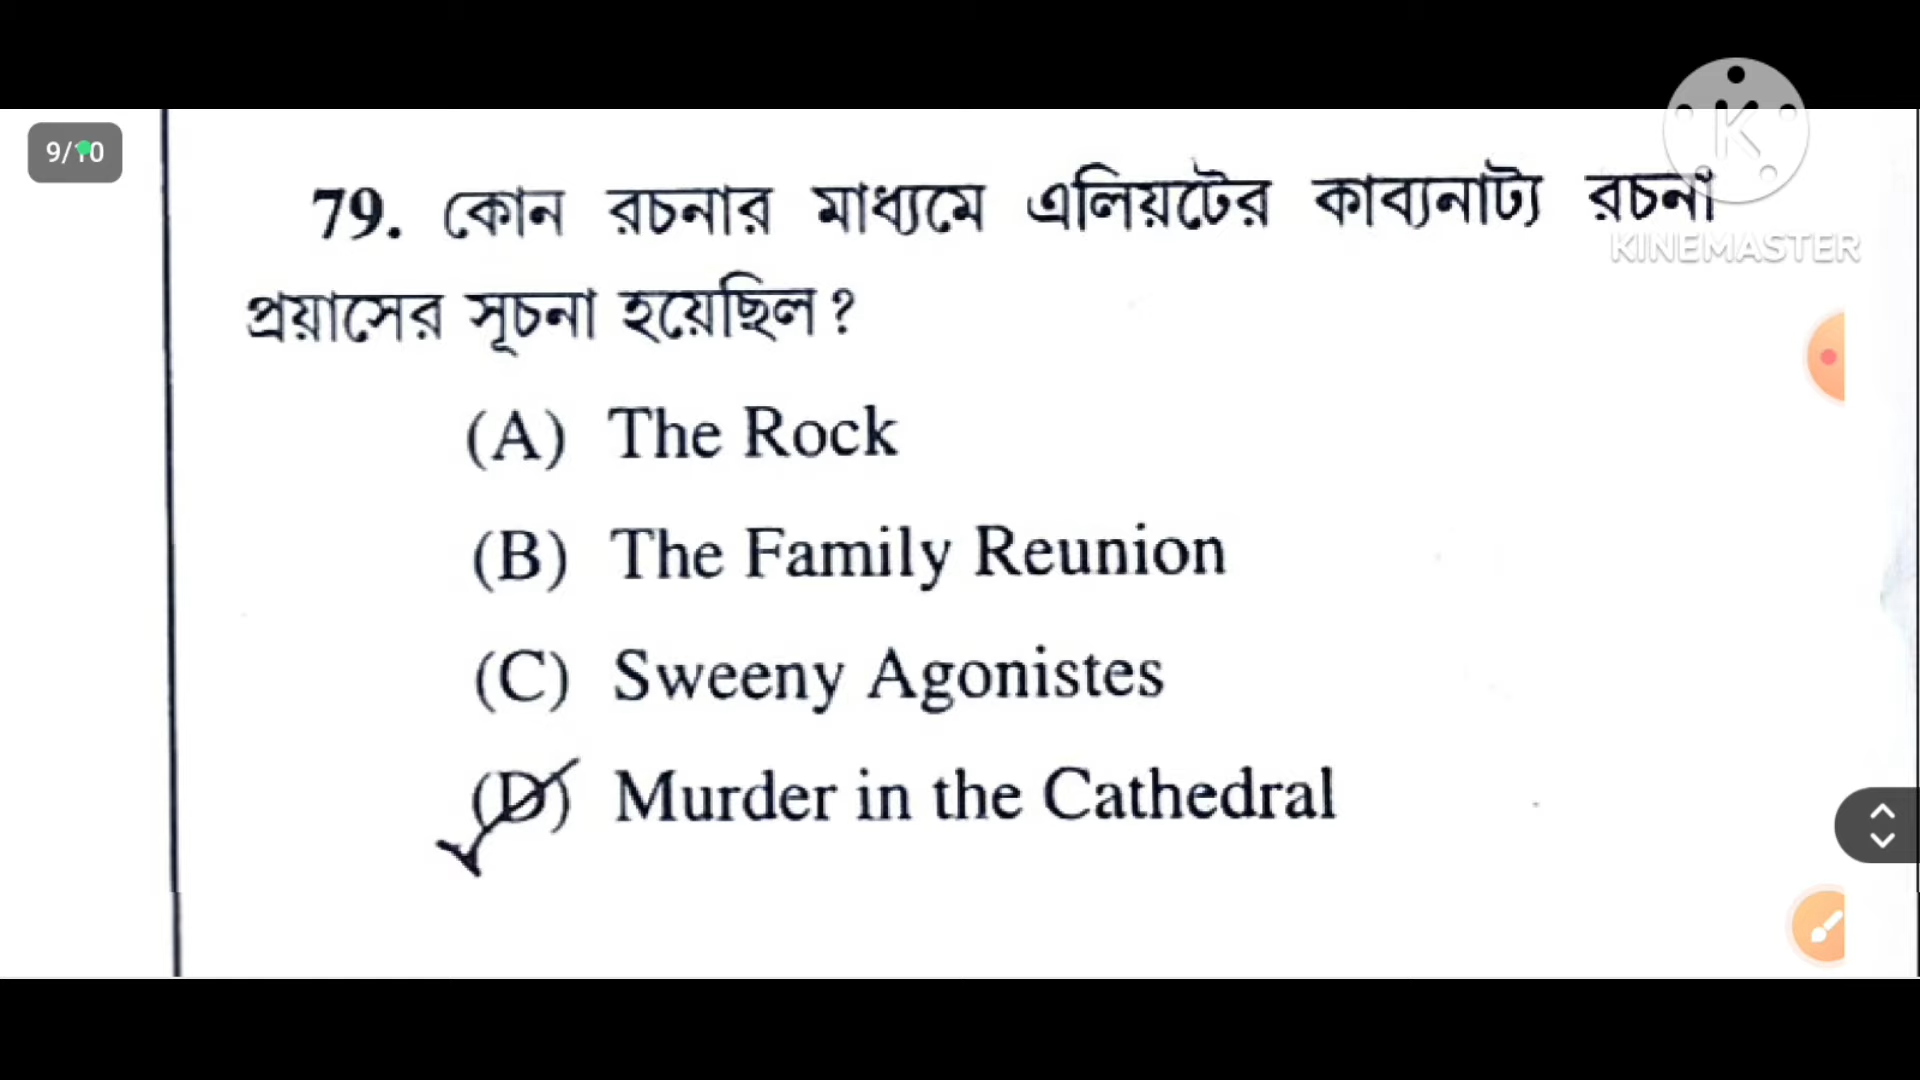 9/10
K
KINEMASTER
79. কোন রচনার মাধ্যমে এলিয়টের কাব্যনাট্য রচনা
প্রয়াসের সূচনা হয়েছিল ?
(A) The Rock
(B) The Family Reunion
(C) Sweeny Agonistes
(D) Murder in the Cathedral